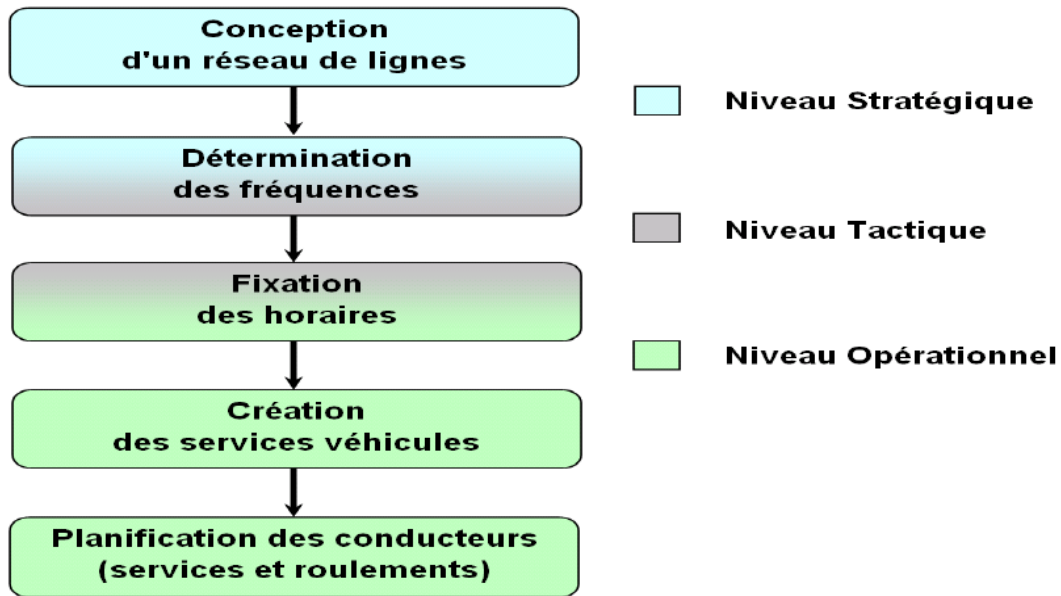 Conception
d'un réseau de lignes
Détermination
des fréquences
Fixation
des horaires
Création
des services véhicules
Planification des conducteurs
(services et roulements)
Niveau Stratégique
Niveau Tactique
Niveau Opérationnel